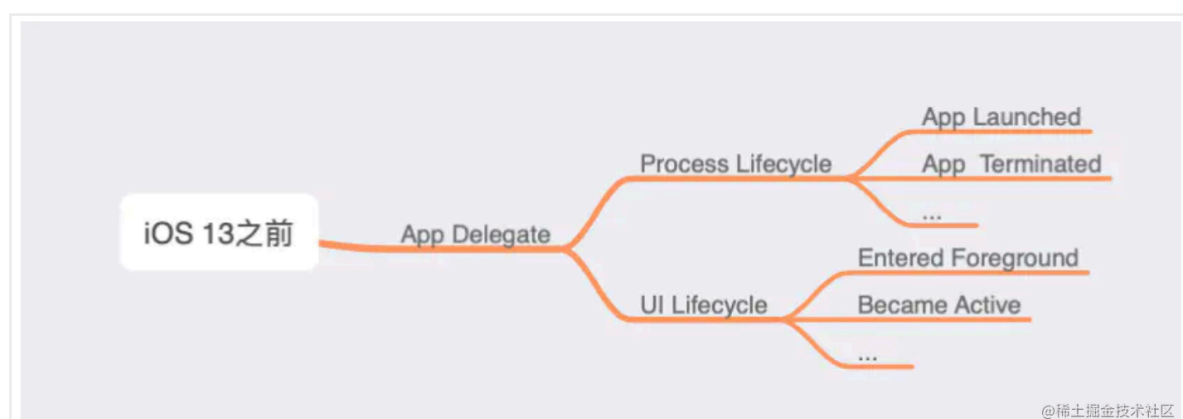 iOS 13之前
App Delegate
Process Lifecycle
App Launched
App Terminated
...
UI Lifecycle
Entered Foreground
Became Active
...
@稀土掘金技术社区